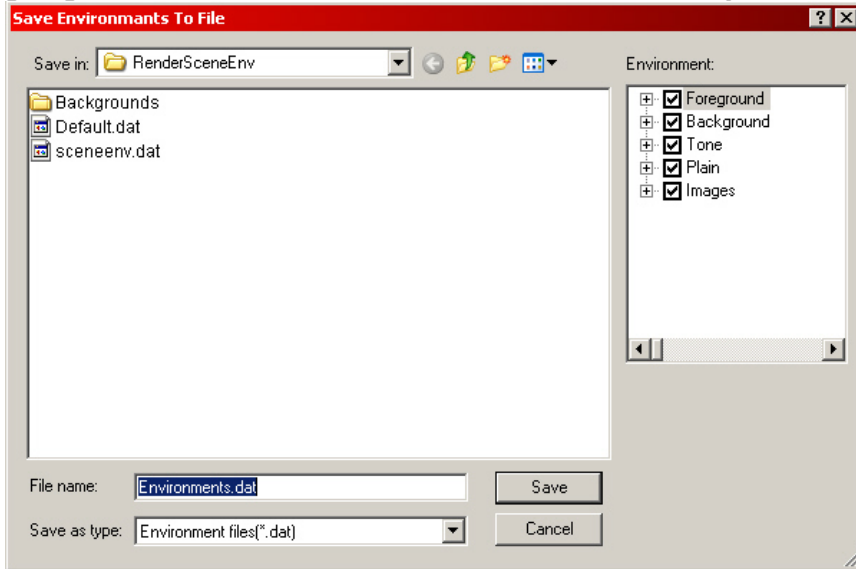 Save Environmants To File
Save in: RenderSceneEnv
Environment:
Backgrounds
Default.dat
sceneenv.dat
Foreground
Background
Tone
Plain
Images
File name: Environments.dat Save
Save as type: Environment files(*.dat) Cancel